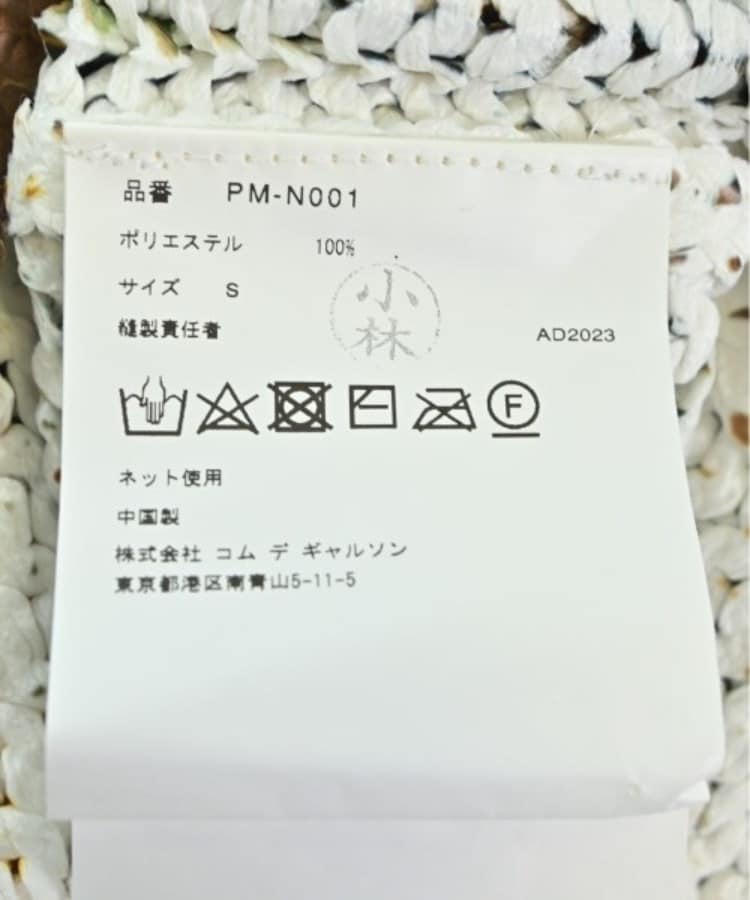 品番 PM-N001
ポリエステル 100%
サイズ S
縫製責任者
小林
AD2023
F
ネット使用
中国製
株式会社 コム デ ギャルソン
東京都港区南青山5-11-5